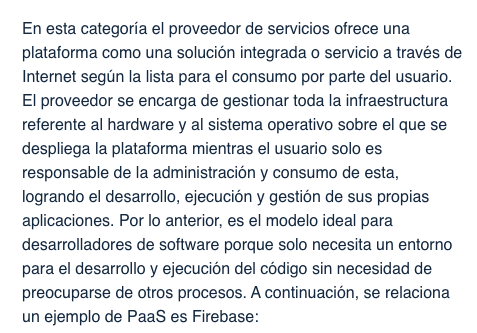 En esta categoría el proveedor de servicios ofrece una
plataforma como una solución integrada o servicio a través de
Internet según la lista para el consumo por parte del usuario.
El proveedor se encarga de gestionar toda la infraestructura
referente al hardware y al sistema operativo sobre el que se
despliega la plataforma mientras el usuario solo es
responsable de la administración y consumo de esta,
logrando el desarrollo, ejecución y gestión de sus propias
aplicaciones. Por lo anterior, es el modelo ideal para
desarrolladores de software porque solo necesita un entorno
para el desarrollo y ejecución del código sin necesidad de
preocuparse de otros procesos. A continuación, se relaciona
un ejemplo de PaaS es Firebase: